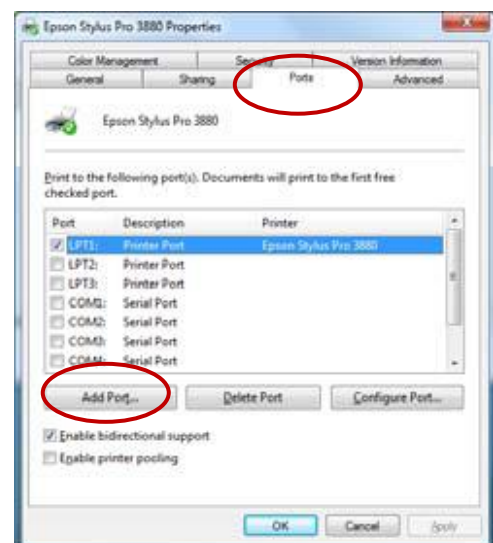 Epson Stylus Pro 3880 Properties
Color Management Security Version Information
General Sharing Ports Advanced
Epson Stylus Pro 3880
Print to the following port(s). Documents will print to the first free
checked port.
Port Description Printer
LPT1: Printer Port Epson Stylus Pro 3880
LPT2: Printer Port
LPT3: Printer Port
COM1: Serial Port
COM2: Serial Port
COM3: Serial Port
COM4: Serial Port
Add Port... Delete Port Configure Port...
Enable bidirectional support
Enable printer pooling
OK Cancel Apply